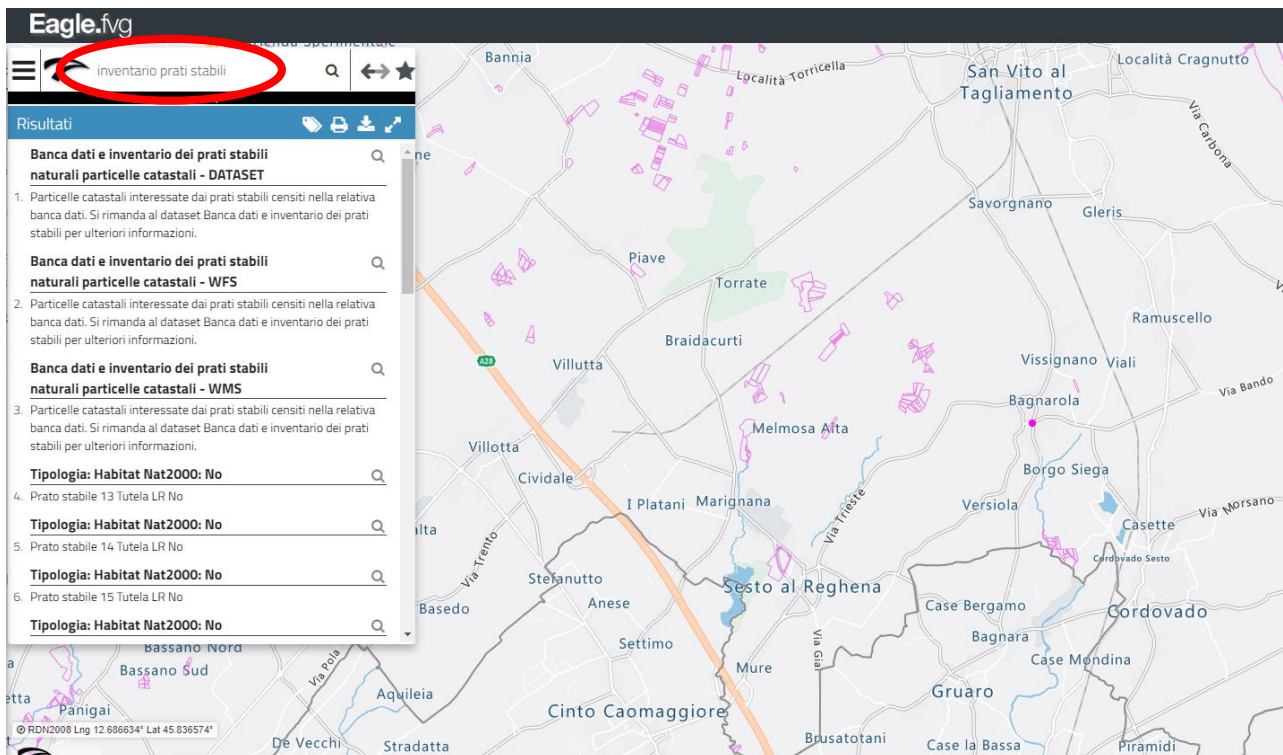 Eagle.fvg
inventario prati stabili
Risultati
Banca dati e inventario dei prati stabili
naturali particelle catastali - DATASET
1. Particelle catastali interessate dai prati stabili censiti nella relativa
banca dati. Si rimanda al dataset Banca dati e inventario dei prati
stabili per ulteriori informazioni.
Banca dati e inventario dei prati stabili
naturali particelle catastali - WFS
2. Particelle catastali interessate dai prati stabili censiti nella relativa
banca dati. Si rimanda al dataset Banca dati e inventario dei prati
stabili per ulteriori informazioni.
Banca dati e inventario dei prati stabili
naturali particelle catastali - WMS
3. Particelle catastali interessate dai prati stabili censiti nella relativa
banca dati. Si rimanda al dataset Banca dati e inventario dei prati
stabili per ulteriori informazioni.
Tipologia: Habitat Nat2000: No
4. Prato stabile 13 Tutela LR No
Tipologia: Habitat Nat2000: No
5. Prato stabile 14 Tutela LR No
Tipologia: Habitat Nat2000: No
6. Prato stabile 15 Tutela LR No
Tipologia: Habitat Nat2000: No
Bannia
Località Torricella
San Vito al
Tagliamento
Località Cragnutto
Via Carbona
Savorgnano
Gleris
Piave
Torrate
Ramuscello
Braidacurti
A28
Villutta
Vissignano
Viali
Via Bando
Bagnarola
Melmosa Alta
Villotta
Cividale
Borgo Siega
I Platani
Marignana
Versiola
Via Morsano
Via Trieste
Casette
Via Trento
Cordovado Sesto
Stefanutto
Sesto al Reghena
Basedo
Anese
Case Bergamo
Cordovado
Settimo
Via Giai
Bagnara
Bassano Nord
Case Mondina
Bassano Sud
Mure
Via Pola
Aquileia
Gruaro
Panigai
Cinto Caomaggiore
RDN2008 Lng 12.686634° Lat 45.836574°
De Vecchi
Stradatta
Brusatotani
Case la Bassa
Piramidi